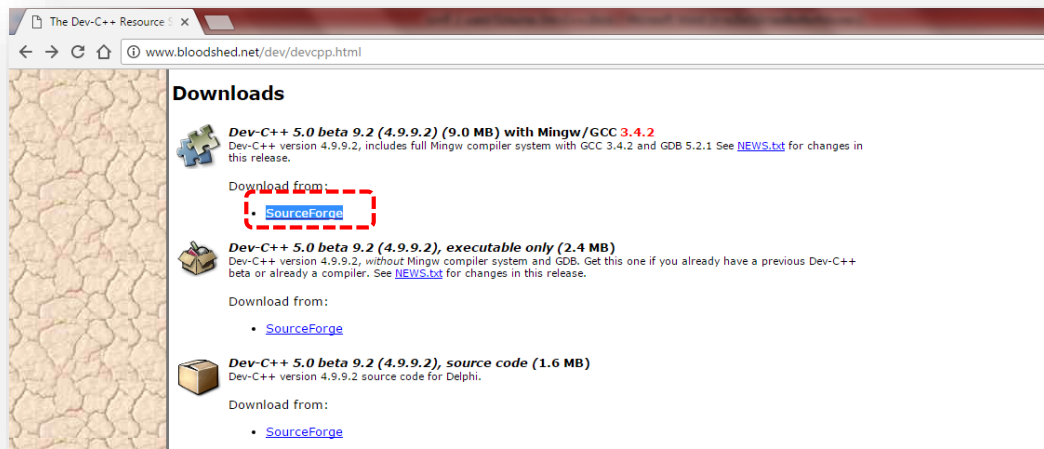 The Dev-C++ Resource S
www.bloodshed.net/dev/devcpp.html
Downloads
Dev-C++ 5.0 beta 9.2 (4.9.9.2) (9.0 MB) with Mingw/GCC 3.4.2
Dev-C++ version 4.9.9.2, includes full Mingw compiler system with GCC 3.4.2 and GDB 5.2.1 See NEWS.txt for changes in
this release.
Download from:
• SourceForge
Dev-C++ 5.0 beta 9.2 (4.9.9.2), executable only (2.4 MB)
Dev-C++ version 4.9.9.2, without Mingw compiler system and GDB. Get this one if you already have a previous Dev-C++
beta or already a compiler. See NEWS.txt for changes in this release.
Download from:
• SourceForge
Dev-C++ 5.0 beta 9.2 (4.9.9.2), source code (1.6 MB)
Dev-C++ version 4.9.9.2 source code for Delphi.
Download from:
• SourceForge